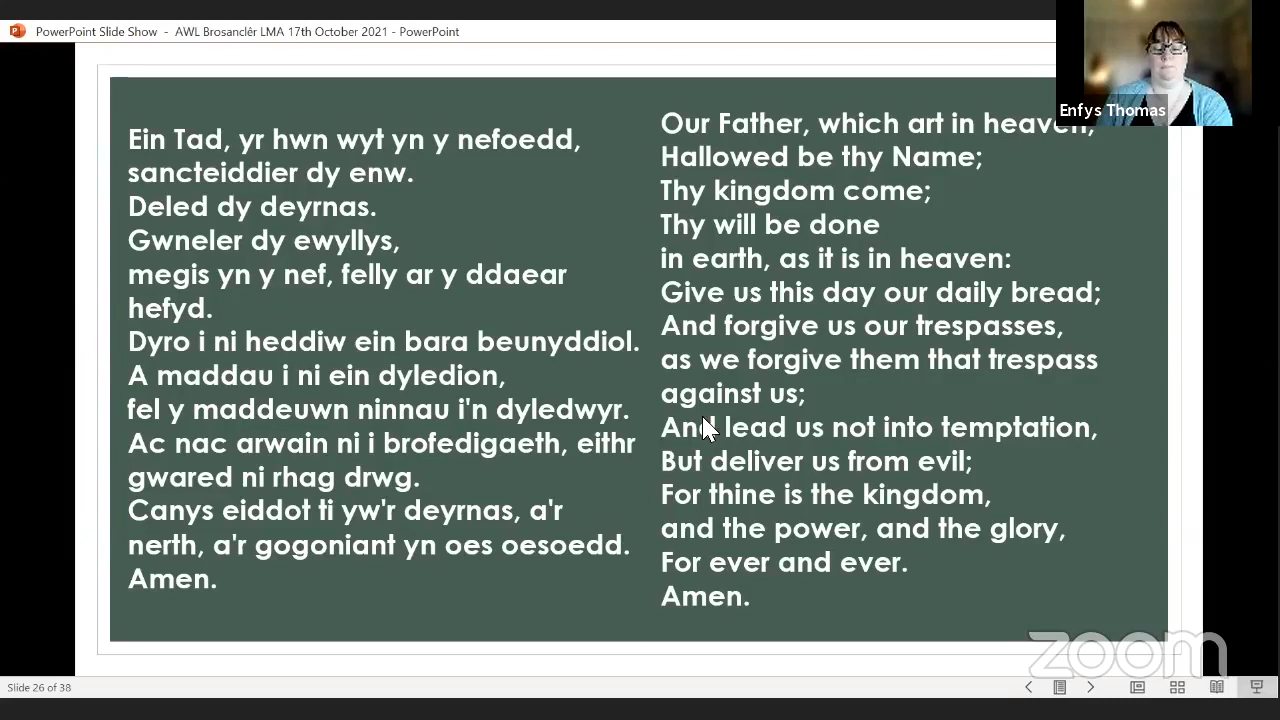 PowerPoint Slide Show - AWL Brosanclêr LMA 17th October 2021 - PowerPoint
Enfys Thomas
Ein Tad, yr hwn wyt yn y nefoedd,
sancteiddier dy enw.
Deled dy deyrnas.
Gwneler dy ewyllys,
megis yn y nef, felly ar y ddaear
hefyd.
Dyro i ni heddiw ein bara beunyddiol.
A maddau i ni ein dyledion,
fel y maddeuwn ninnau i'n dyledwyr.
Ac nac arwain ni i brofedigaeth, eithr
gwared ni rhag drwg.
Canys eiddot ti yw'r deyrnas, a'r
nerth, a'r gogoniant yn oes oesoedd.
Amen.
Our Father, which art in heaven,
Hallowed be thy Name;
Thy kingdom come;
Thy will be done
in earth, as it is in heaven:
Give us this day our daily bread;
And forgive us our trespasses,
as we forgive them that trespass
against us;
And lead us not into temptation,
But deliver us from evil;
For thine is the kingdom,
and the power, and the glory,
For ever and ever.
Amen.
zoom
Slide 26 of 38